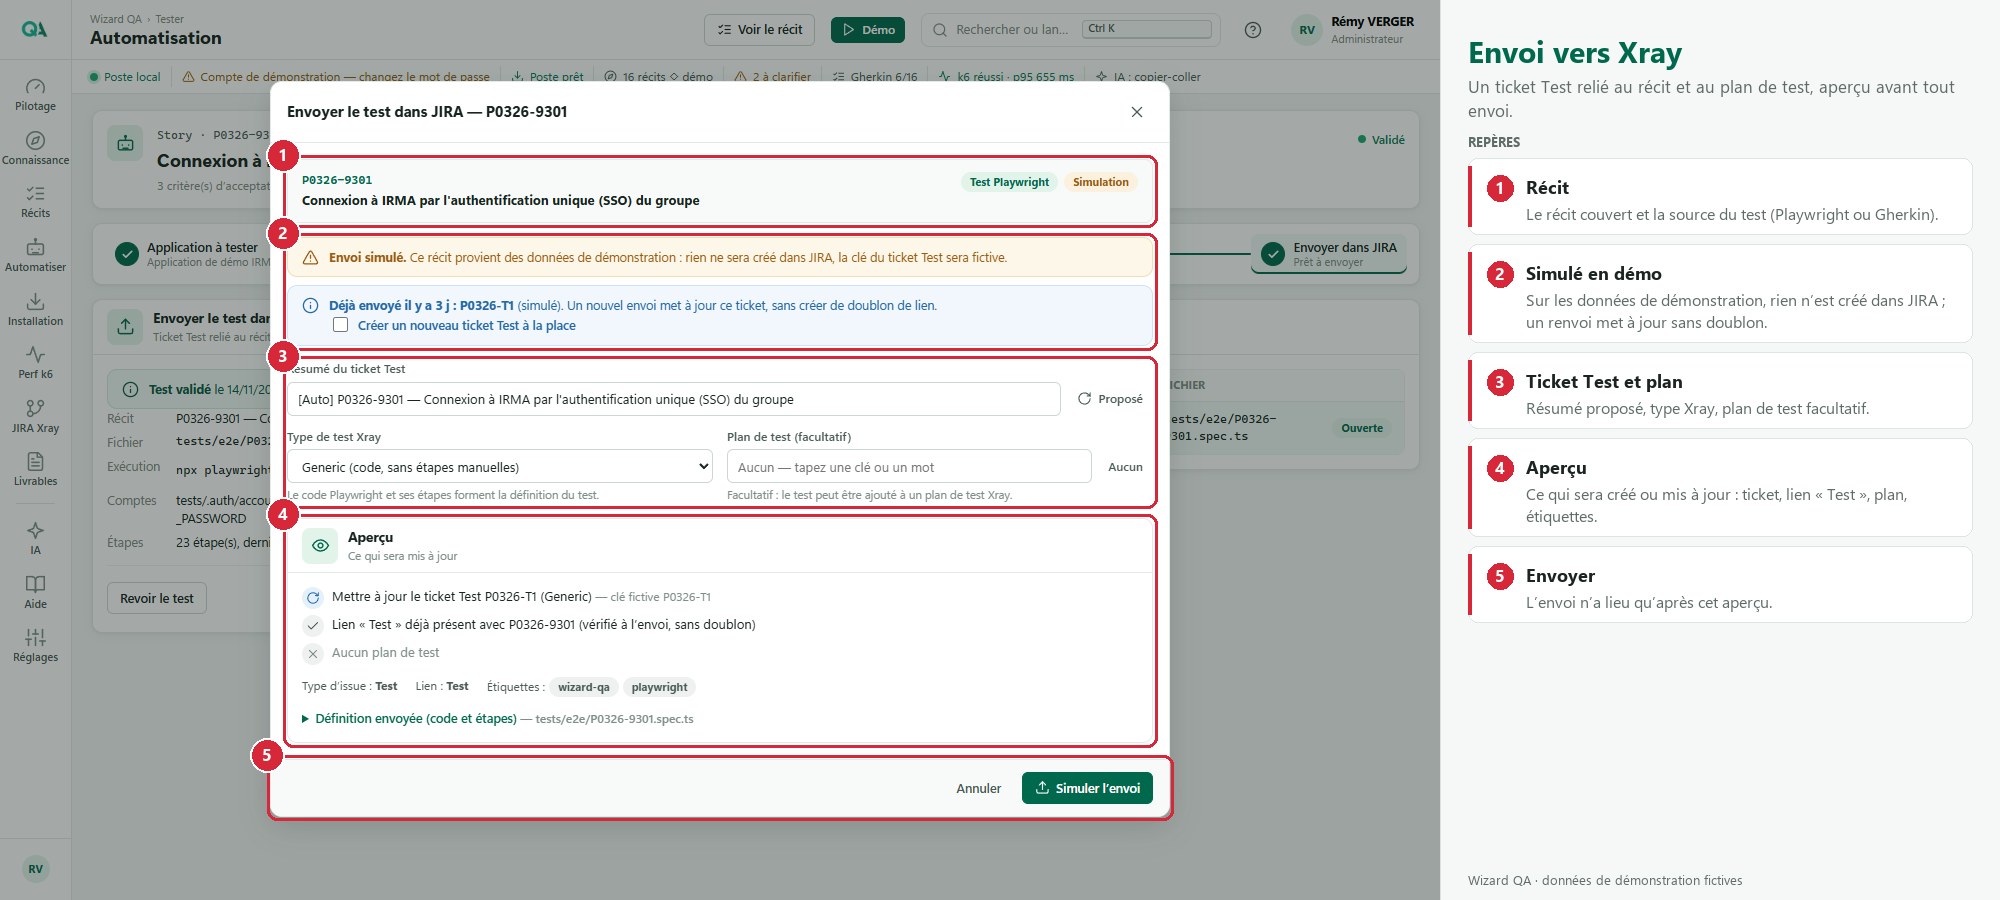 QA
Wizard QA › Tester
Automatisation
Voir le récit
Démo
Rechercher ou lan...
Ctrl K
RV
Rémy VERGER
Administrateur
Poste local
Compte de démonstration — changez le mot de passe
Poste prêt
16 récits ◇ démo
2 à clarifier
Gherkin 6/16
k6 réussi · p95 655 ms
IA : copier-coller
Pilotage
Connaissance
Récits
Automatiser
Installation
Perf k6
JIRA Xray
Livrables
IA
Aide
Réglages
RV
Story · P0326-93
Connexion à
3 critère(s) d'acceptat
Validé
Application à tester
Application de démo IRM
Envoyer dans JIRA
Prêt à envoyer
Envoyer le test dan
Ticket Test relié au récit
Test validé le 14/11/20
Récit
P0326-9301 — Co
Fichier
tests/e2e/P032
Exécution
npx playwright
Comptes
tests/.auth/accou
_PASSWORD
Étapes
23 étape(s), derni
Revoir le test
ICHIER
ests/e2e/P0326-
301.spec.ts
Ouverte
Envoyer le test dans JIRA — P0326-9301
1
P0326-9301
Connexion à IRMA par l'authentification unique (SSO) du groupe
Test Playwright
Simulation
2
Envoi simulé. Ce récit provient des données de démonstration : rien ne sera créé dans JIRA, la clé du ticket Test sera fictive.
Déjà envoyé il y a 3 j : P0326-T1 (simulé). Un nouvel envoi met à jour ce ticket, sans créer de doublon de lien.
Créer un nouveau ticket Test à la place
3
Résumé du ticket Test
[Auto] P0326-9301 — Connexion à IRMA par l'authentification unique (SSO) du groupe
Proposé
Type de test Xray
Generic (code, sans étapes manuelles)
Le code Playwright et ses étapes forment la définition du test.
Plan de test (facultatif)
Aucun — tapez une clé ou un mot
Aucun
Facultatif : le test peut être ajouté à un plan de test Xray.
4
Aperçu
Ce qui sera mis à jour
Mettre à jour le ticket Test P0326-T1 (Generic) — clé fictive P0326-T1
Lien « Test » déjà présent avec P0326-9301 (vérifié à l'envoi, sans doublon)
Aucun plan de test
Type d'issue : Test
Lien : Test
Étiquettes : wizard-qa playwright
Définition envoyée (code et étapes) — tests/e2e/P0326-9301.spec.ts
5
Annuler
Simuler l'envoi
Envoi vers Xray
Un ticket Test relié au récit et au plan de test, aperçu avant tout
envoi.
REPÈRES
1 Récit
Le récit couvert et la source du test (Playwright ou Gherkin).
2 Simulé en démo
Sur les données de démonstration, rien n'est créé dans JIRA ;
un renvoi met à jour sans doublon.
3 Ticket Test et plan
Résumé proposé, type Xray, plan de test facultatif.
4 Aperçu
Ce qui sera créé ou mis à jour : ticket, lien « Test », plan,
étiquettes.
5 Envoyer
L'envoi n'a lieu qu'après cet aperçu.
Wizard QA · données de démonstration fictives